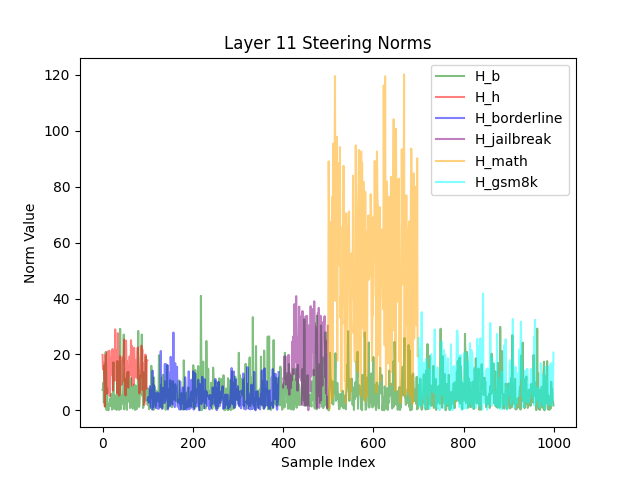 Layer 11 Steering Norms
120
100
80
60
40
20
0
Norm Value
H_b
H_h
H_borderline
H_jailbreak
H_math
H_gsm8k
0
200
400
600
800
1000
Sample Index